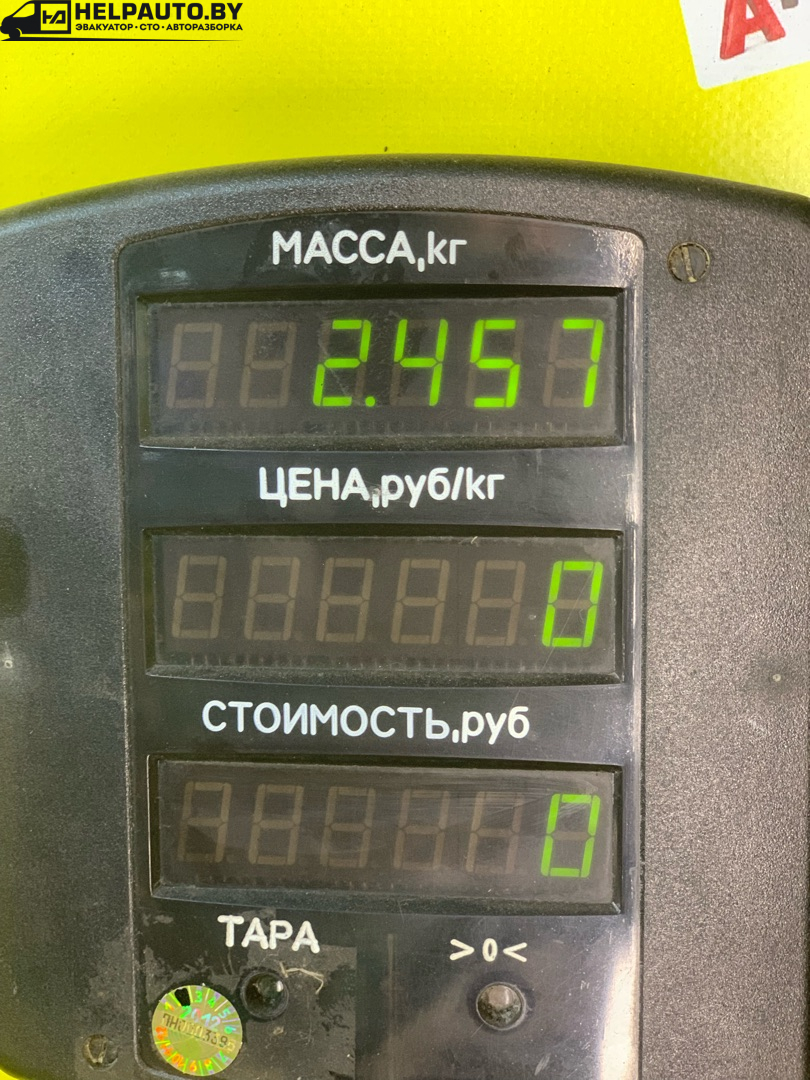 HELPAUTO.BY
ЭВАКУАТОР • СТО • АВТОРАЗБОРКА
МАССА,кг
2.457
ЦЕНА,руб/кг
0
СТОИМОСТЬ,руб
0
ТАРА
>0<